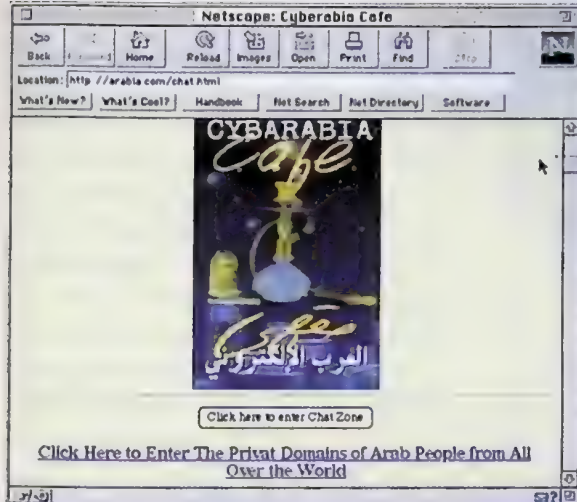 Netscape: Cyberabia Cafe
Back
Home
Reload
Images
Open
Print
Find
Stop
N
Location: http://arabia.com/chat.html
What's New?
What's Cool?
Handbook
Net Search
Net Directory
Software
CYBARABIA
Cafe
العرب الإلكتروني
Click here to enter Chat Zone
Click Here to Enter The Privat Domains of Arab People from All
Over the World